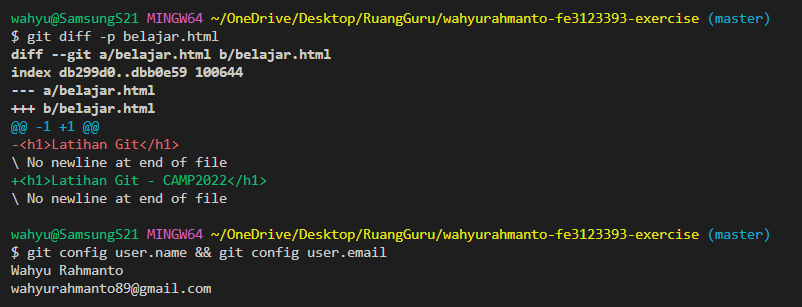 wahyu@SamsungS21 MINGW64 ~/OneDrive/Desktop/RuangGuru/wahyurahmanto-fe3123393-exercise (master)
$ git diff -p belajar.html
diff --git a/belajar.html b/belajar.html
index db299d0..dbb0e59 100644
--- a/belajar.html
+++ b/belajar.html
@@ -1 +1 @@
-<h1>Latihan Git</h1>
\ No newline at end of file
+<h1>Latihan Git - CAMP2022</h1>
\ No newline at end of file
wahyu@SamsungS21 MINGW64 ~/OneDrive/Desktop/RuangGuru/wahyurahmanto-fe3123393-exercise (master)
$ git config user.name && git config user.email
Wahyu Rahmanto
wahyurahmanto89@gmail.com